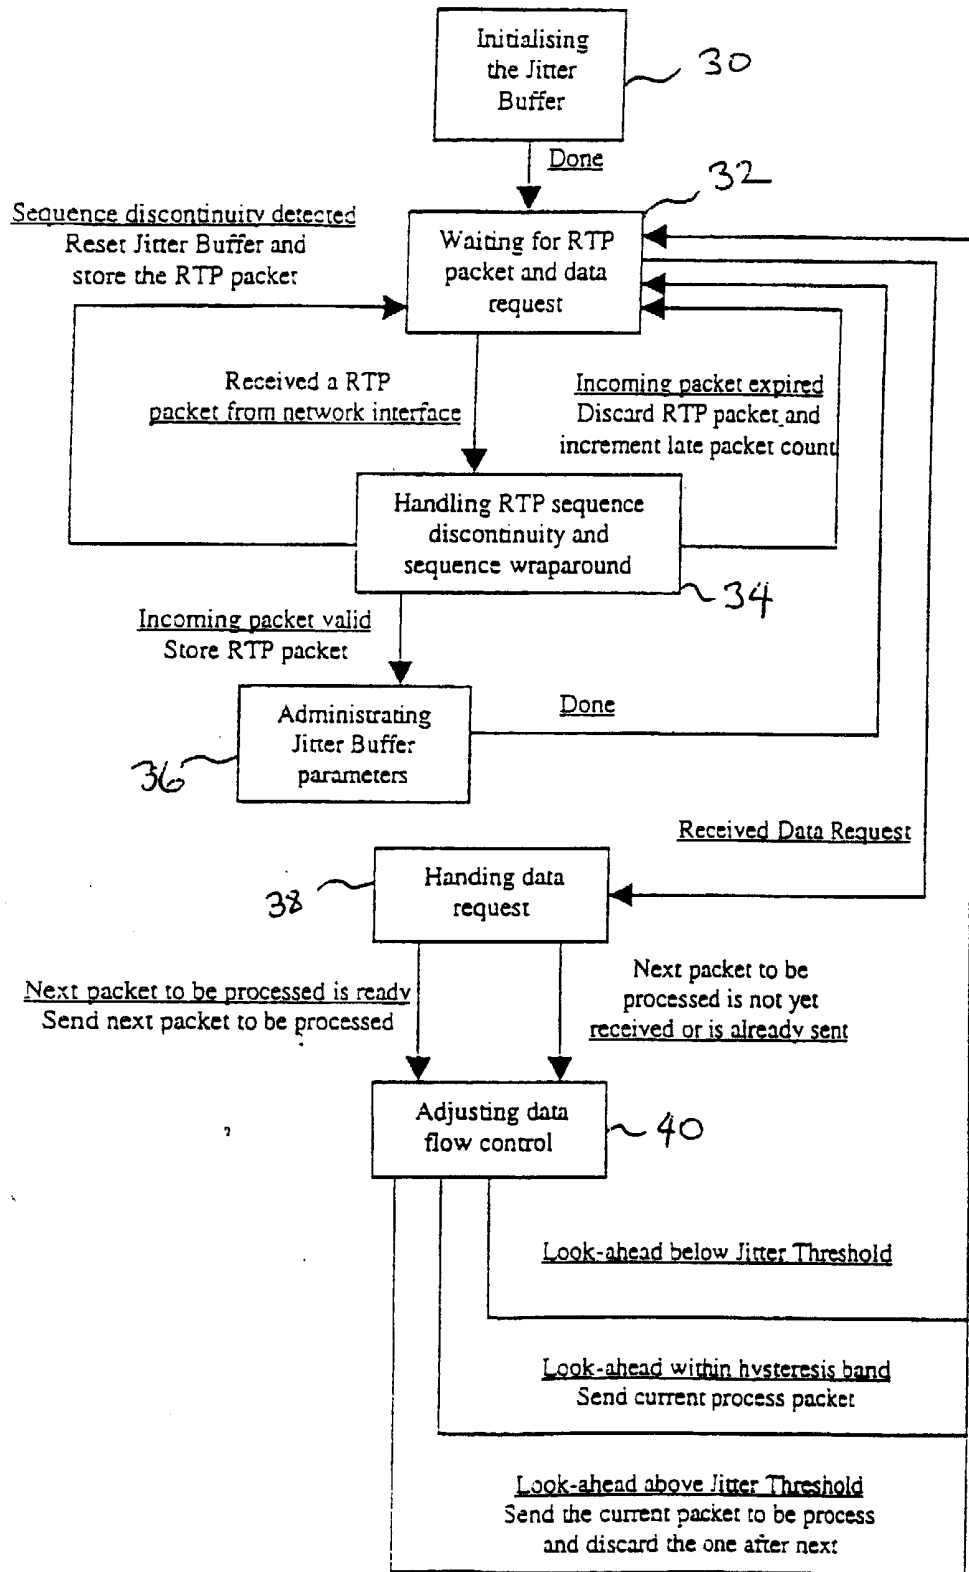 Initialising
the Jitter
Buffer
30
Done
32
Sequence discontinuity detected
Reset Jitter Buffer and
store the RTP packet
Waiting for RTP
packet and data
request
Received a RTP
packet from network interface
Incoming packet expired
Discard RTP packet and
increment late packet count
Handling RTP sequence
discontinuity and
sequence wraparound
34
Incoming packet valid
Store RTP packet
Administrating
Jitter Buffer
parameters
36
Done
Received Data Request
Handing data
request
38
Next packet to be processed is ready
Send next packet to be processed
Next packet to be
processed is not yet
received or is already sent
Adjusting data
flow control
40
Look-ahead below Jitter Threshold
Look-ahead within hysteresis band
Send current process packet
Look-ahead above Jitter Threshold
Send the current packet to be process
and discard the one after next